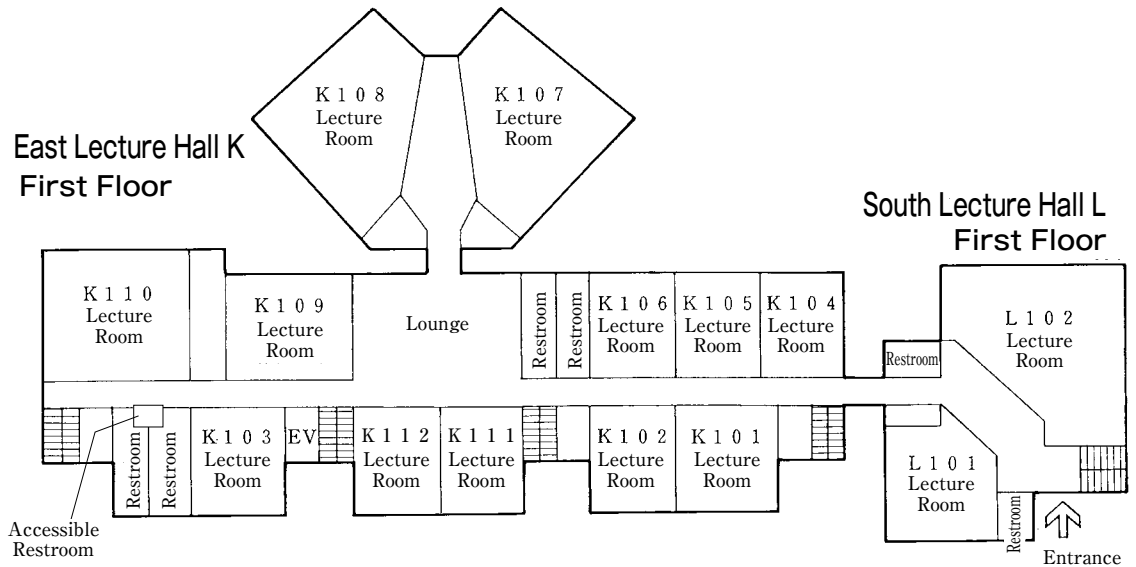 K108
Lecture
Room
K107
Lecture
Room
East Lecture Hall K
First Floor
South Lecture Hall L
First Floor
K110
Lecture
Room
K109
Lecture
Room
Lounge
Restroom
Restroom
K106
Lecture
Room
K105
Lecture
Room
K104
Lecture
Room
Restroom
L102
Lecture
Room
Restroom
Restroom
K103
Lecture
Room
EV
K112
Lecture
Room
K111
Lecture
Room
K102
Lecture
Room
K101
Lecture
Room
L101
Lecture
Room
Restroom
Accessible
Restroom
Entrance